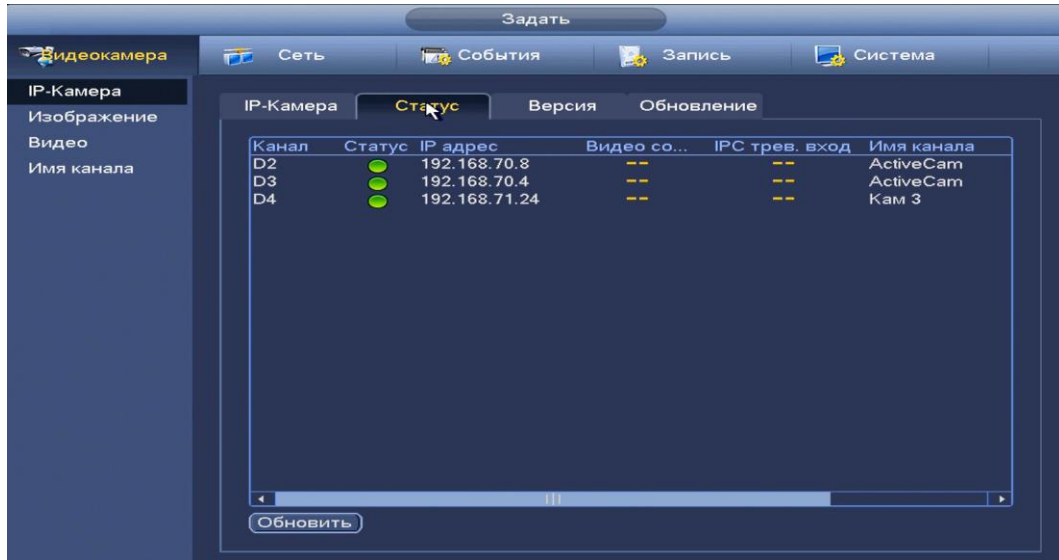 Задать
Видеокамера Сеть События Запись Система
IP-Камера
Изображение
Видео
Имя канала
IP-Камера Статус Версия Обновление
Канал Статус IP адрес Видео со... IPC трев. вход Имя канала
D2 192.168.70.8 -- -- ActiveCam
D3 192.168.70.4 -- -- ActiveCam
D4 192.168.71.24 -- -- Кам 3
Обновить